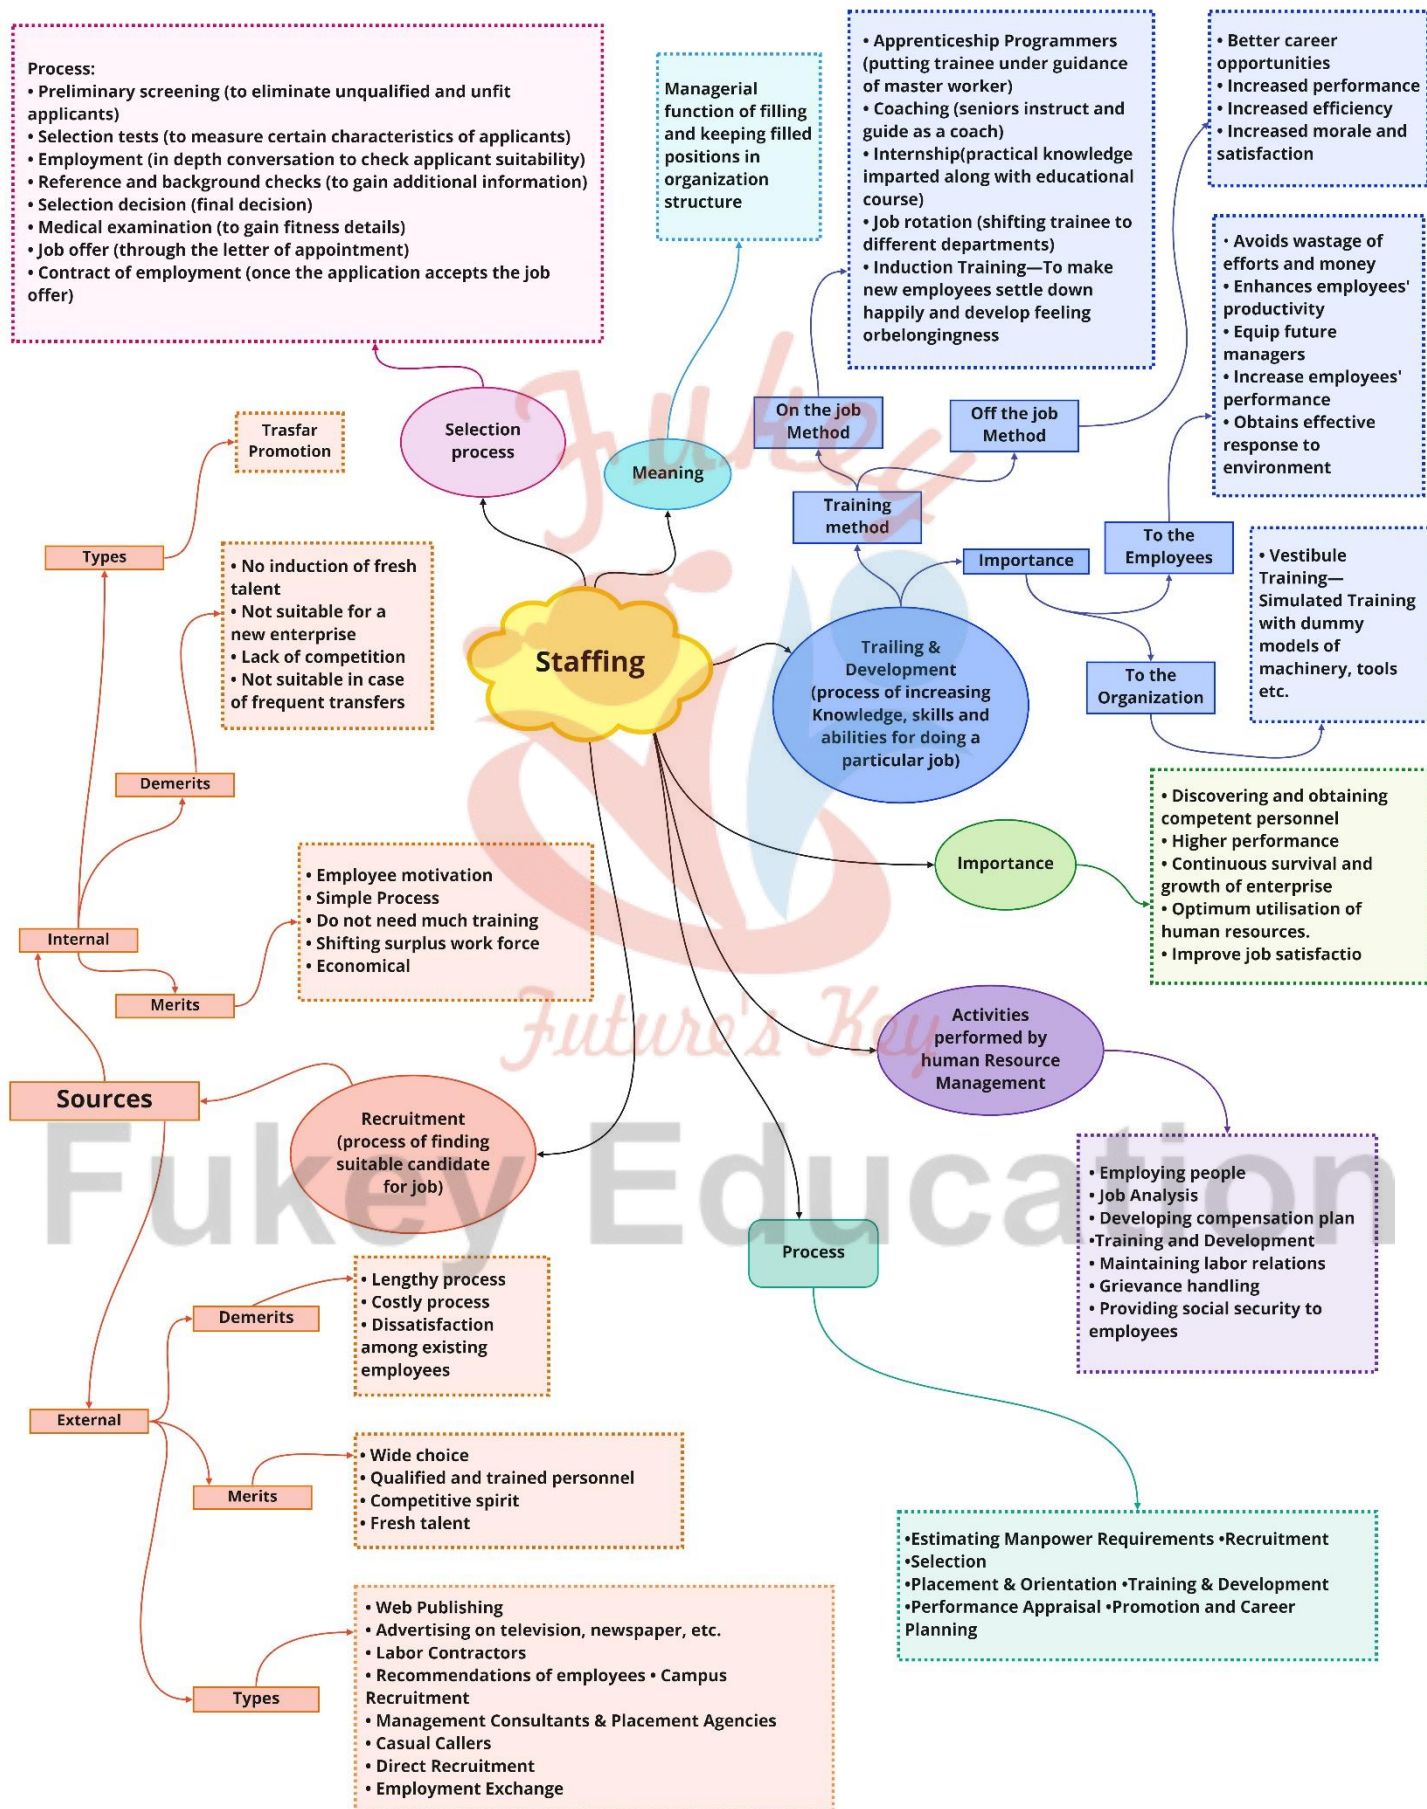 Process:
• Preliminary screening (to eliminate unqualified and unfit
applicants)
• Selection tests (to measure certain characteristics of applicants)
• Employment (in depth conversation to check applicant suitability)
• Reference and background checks (to gain additional information)
• Selection decision (final decision)
• Medical examination (to gain fitness details)
• Job offer (through the letter of appointment)
• Contract of employment (once the application accepts the job
offer)
Managerial
function of filling
and keeping filled
positions in
organization
structure
• Apprenticeship Programmers
(putting trainee under guidance
of master worker)
• Coaching (seniors instruct and
guide as a coach)
• Internship(practical knowledge
imparted along with educational
course)
• Job rotation (shifting trainee to
different departments)
• Induction Training—To make
new employees settle down
happily and develop feeling
orbelongingness
• Better career
opportunities
• Increased performance
• Increased efficiency
• Increased morale and
satisfaction
• Avoids wastage of
efforts and money
• Enhances employees'
productivity
• Equip future
managers
• Increase employees'
performance
• Obtains effective
response to
environment
Selection
process
Meaning
On the job
Method
Off the job
Method
Training
method
Importance
To the
Employees
To the
Organization
• Vestibule
Training—
Simulated Training
with dummy
models of
machinery, tools
etc.
Trasfar
Promotion
Types
• No induction of fresh
talent
• Not suitable for a
new enterprise
• Lack of competition
• Not suitable in case
of frequent transfers
Demerits
Staffing
Trailing &
Development
(process of increasing
Knowledge, skills and
abilities for doing a
particular job)
Importance
• Discovering and obtaining
competent personnel
• Higher performance
• Continuous survival and
growth of enterprise
• Optimum utilisation of
human resources.
• Improve job satisfactio
Internal
• Employee motivation
• Simple Process
• Do not need much training
• Shifting surplus work force
• Economical
Merits
Fukey
Future's Key
Activities
performed by
human Resource
Management
Sources
Recruitment
(process of finding
suitable candidate
for job)
Fukey Education
• Employing people
• Job Analysis
• Developing compensation plan
•Training and Development
• Maintaining labor relations
• Grievance handling
• Providing social security to
employees
Process
Demerits
• Lengthy process
• Costly process
• Dissatisfaction
among existing
employees
External
Merits
• Wide choice
• Qualified and trained personnel
• Competitive spirit
• Fresh talent
•Estimating Manpower Requirements •Recruitment
•Selection
•Placement & Orientation •Training & Development
•Performance Appraisal •Promotion and Career
Planning
Types
• Web Publishing
• Advertising on television, newspaper, etc.
• Labor Contractors
• Recommendations of employees • Campus
Recruitment
• Management Consultants & Placement Agencies
• Casual Callers
• Direct Recruitment
• Employment Exchange